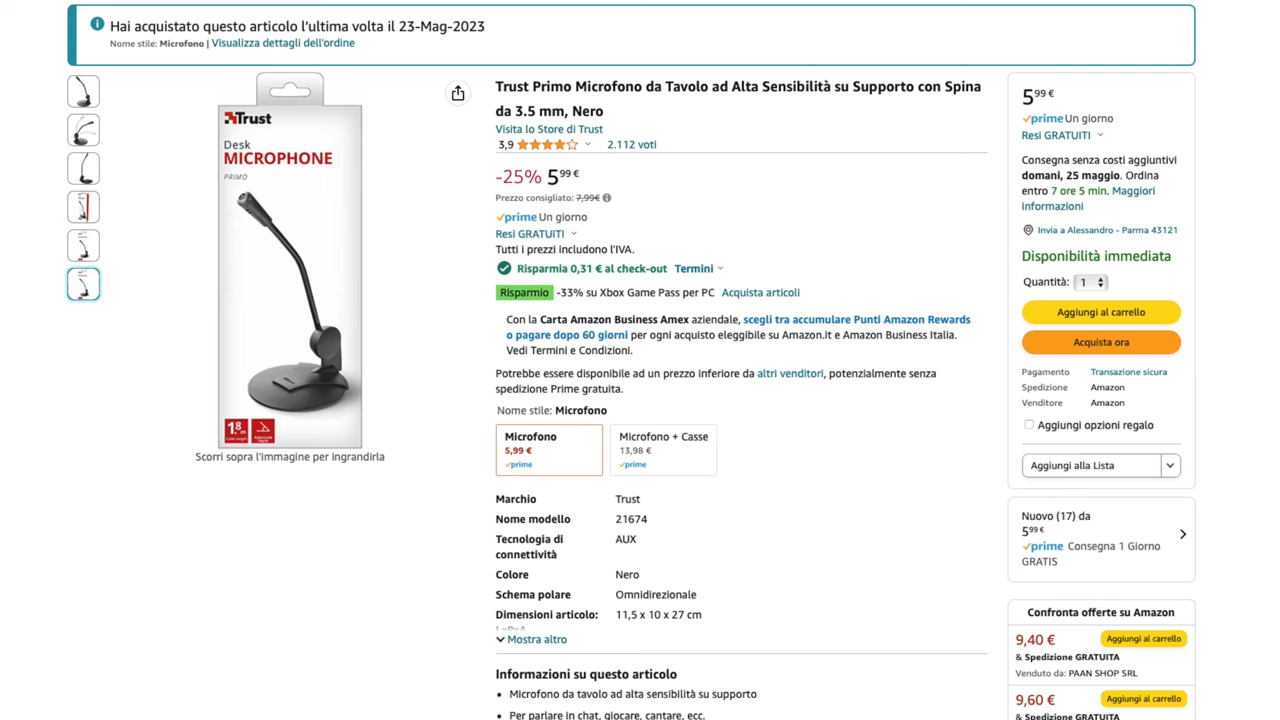 Hai acquistato questo articolo l'ultima volta il 23-Mag-2023
Nome stile: Microfono | Visualizza dettagli dell'ordine
Trust
Desk
MICROPHONE
PRIMO
1.8
Scorri sopra l'immagine per ingrandirla
Trust Primo Microfono da Tavolo ad Alta Sensibilità su Supporto con Spina
da 3.5 mm, Nero
Visita lo Store di Trust
3,9 2.112 voti
-25% 5 99 €
Prezzo consigliato: 7,99€
prime Un giorno
Resi GRATUITI
Tutti i prezzi includono l'IVA.
Risparmia 0,31 € al check-out Termini
Risparmio -33% su Xbox Game Pass per PC Acquista articoli
Con la Carta Amazon Business Amex aziendale, scegli tra accumulare Punti Amazon Rewards
o pagare dopo 60 giorni per ogni acquisto eleggibile su Amazon.it e Amazon Business Italia.
Vedi Termini e Condizioni.
Potrebbe essere disponibile ad un prezzo inferiore da altri venditori, potenzialmente senza
spedizione Prime gratuita.
Nome stile: Microfono
Microfono
5,99 €
prime
Microfono + Casse
13,98 €
prime
Marchio Trust
Nome modello 21674
Tecnologia di AUX
connettività
Colore Nero
Schema polare Omnidirezionale
Dimensioni articolo: 11,5 x 10 x 27 cm
Mostra altro
Informazioni su questo articolo
• Microfono da tavolo ad alta sensibilità su supporto
• Per parlare in chat, giocare, cantare, ecc.
5 99 €
prime Un giorno
Resi GRATUITI
Consegna senza costi aggiuntivi
domani, 25 maggio. Ordina
entro 7 ore 5 min. Maggiori
informazioni
Invia a Alessandro - Parma 43121
Disponibilità immediata
Quantità: 1
Aggiungi al carrello
Acquista ora
Pagamento Transazione sicura
Spedizione Amazon
Venditore Amazon
Aggiungi opzioni regalo
Aggiungi alla Lista
Nuovo (17) da
5 99 €
prime Consegna 1 Giorno
GRATIS
Confronta offerte su Amazon
9,40 € Aggiungi al carrello
& Spedizione GRATUITA
Venduto da: PAAN SHOP SRL
9,60 € Aggiungi al carrello
& Spedizione GRATUITA